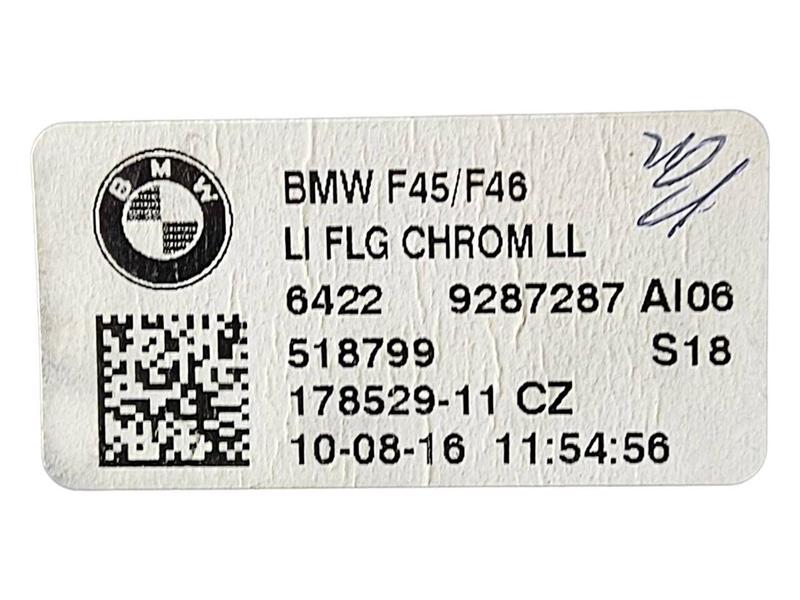 BMW
BMW F45/F46
LI FLG CHROM LL
6422 9287287 AI06
518799 S18
178529-11 CZ
10-08-16 11:54:56